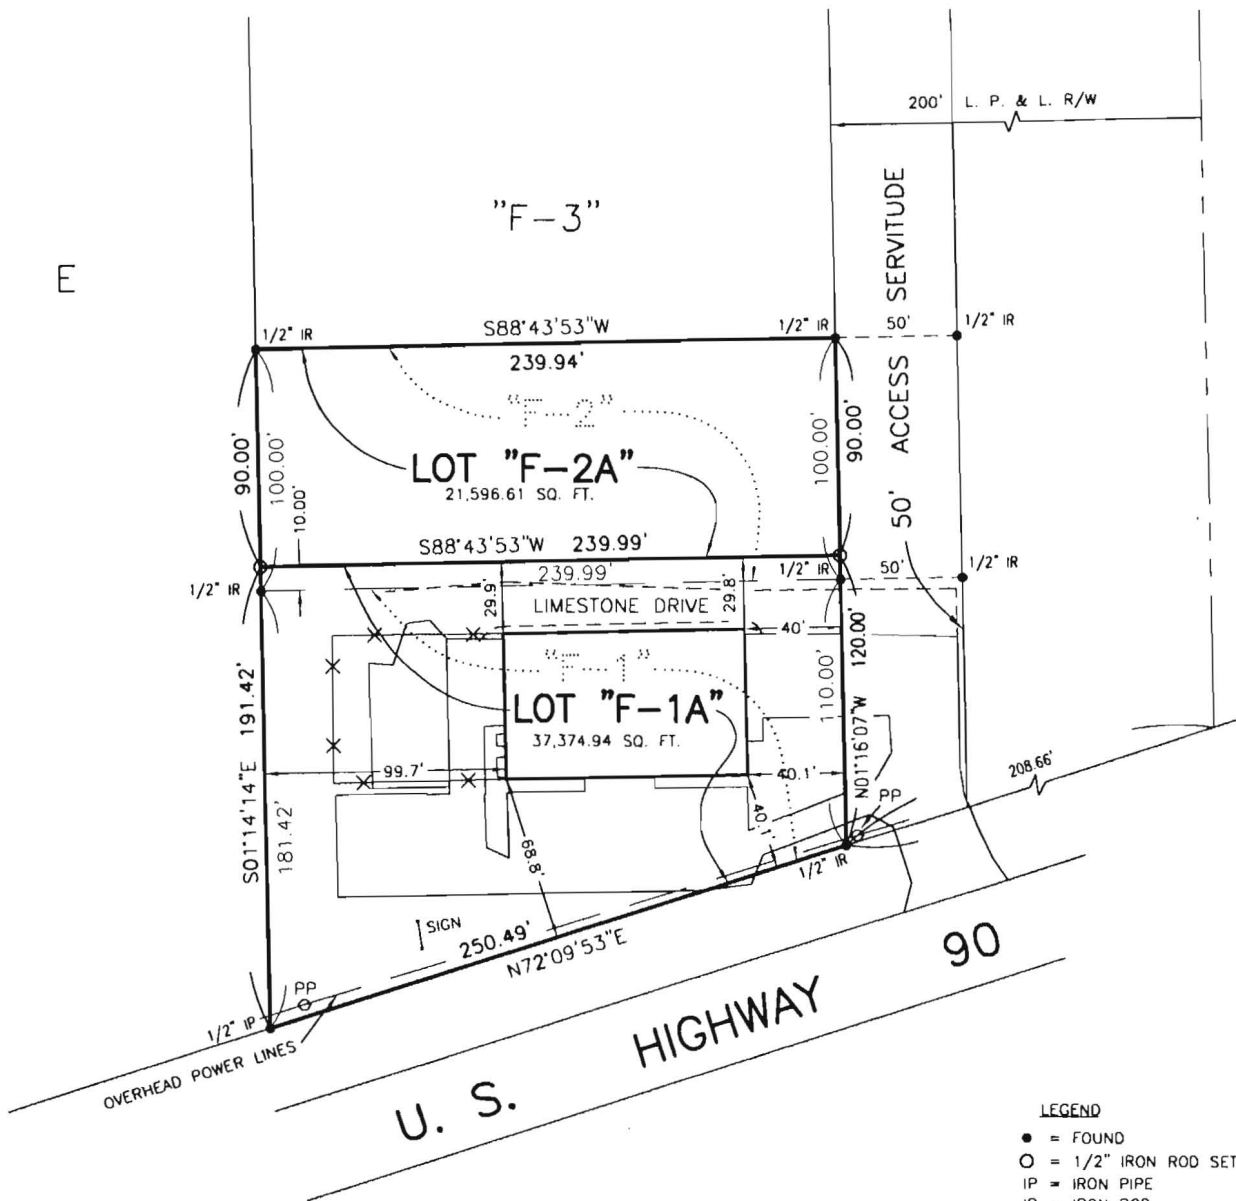 200' L. P. & L. R/W
"F-3"
E
ACCESS SERVITUDE
50'
1/2" IR
S88°43'53"W
1/2" IR
50'
1/2" IR
239.94'
"F-2"
90.00'
100.00'
100.00'
90.00'
LOT "F-2A"
21,596.61 SQ. FT.
10.00'
S88°43'53"W 239.99'
239.99'
1/2" IR
1/2" IR
50'
1/2" IR
29.9'
LIMESTONE DRIVE
29.8'
40'
"F-1"
LOT "F-1A"
37,374.94 SQ. FT.
110.00'
120.00'
N01°16'07"W
S01°14'14"E 191.42'
181.42'
99.7'
40.1'
40'
68.8'
208.66'
PP
1/2" IR
SIGN
250.49'
N72°09'53"E
PP
1/2" IP
OVERHEAD POWER LINES
U. S. HIGHWAY 90
LEGEND
● = FOUND
O = 1/2" IRON ROD SET
IP = IRON PIPE